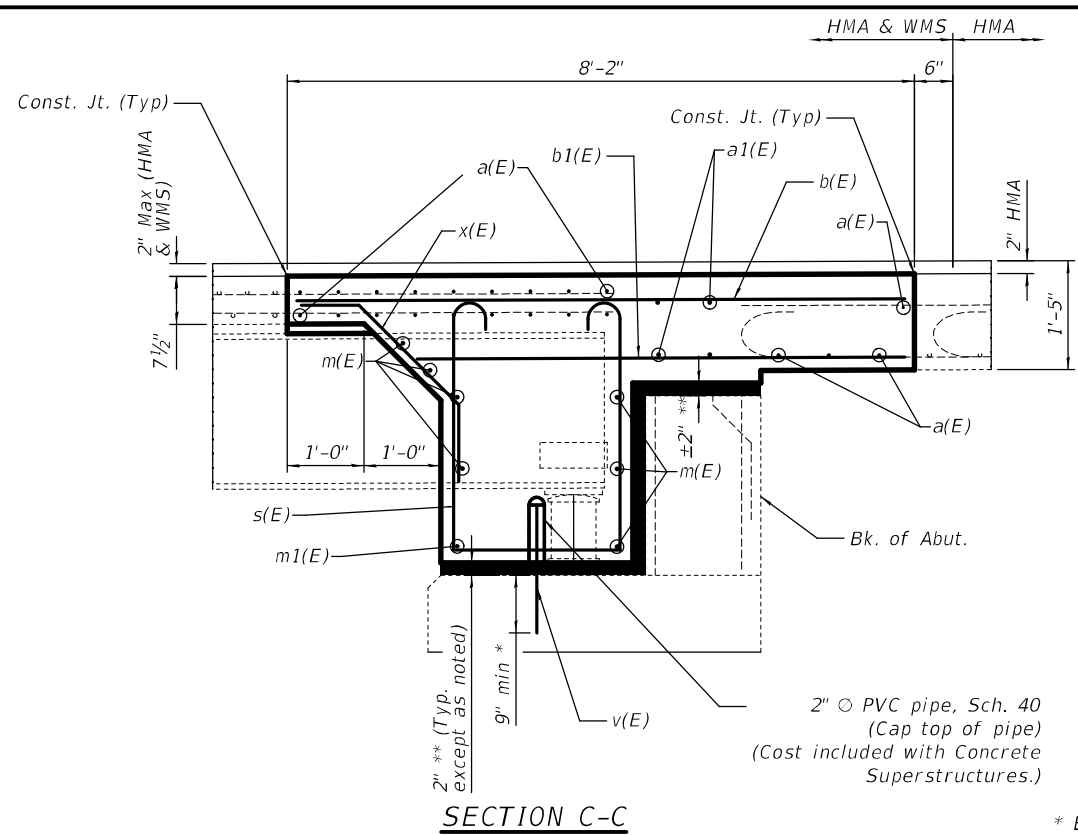 HMA & WMS
HMA
8'-2"
6"
Const. Jt. (Typ)
Const. Jt. (Typ)
2" Max (HMA
& WMS)
a(E)
b1(E)
a1(E)
b(E)
a(E)
2" HMA
x(E)
1'-5"
7½"
m(E)
1'-0"
1'-0"
±2" **
a(E)
m(E)
s(E)
m1(E)
Bk. of Abut.
2" ** (Typ.
except as noted)
9" min *
v(E)
2" ∅ PVC pipe, Sch. 40
(Cap top of pipe)
(Cost included with Concrete
Superstructures.)
SECTION C-C
* E